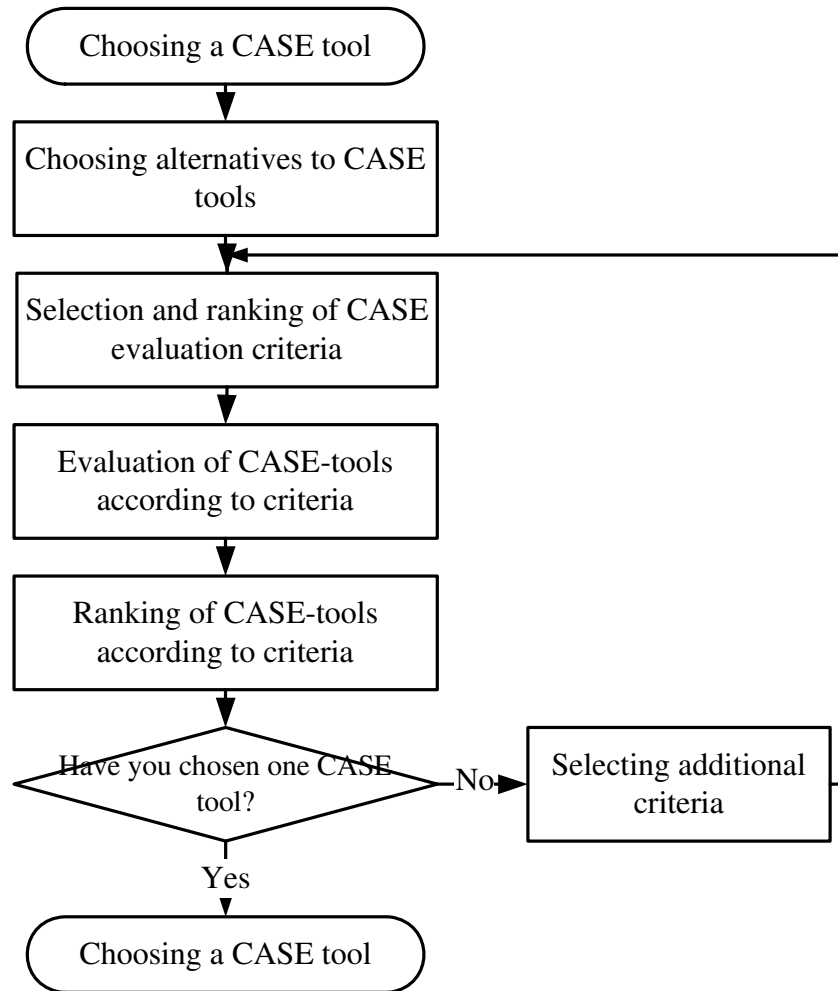 Choosing a CASE tool
Choosing alternatives to CASE
tools
Selection and ranking of CASE
evaluation criteria
Evaluation of CASE-tools
according to criteria
Ranking of CASE-tools
according to criteria
Have you chosen one CASE
tool?
No
Selecting additional
criteria
Yes
Choosing a CASE tool